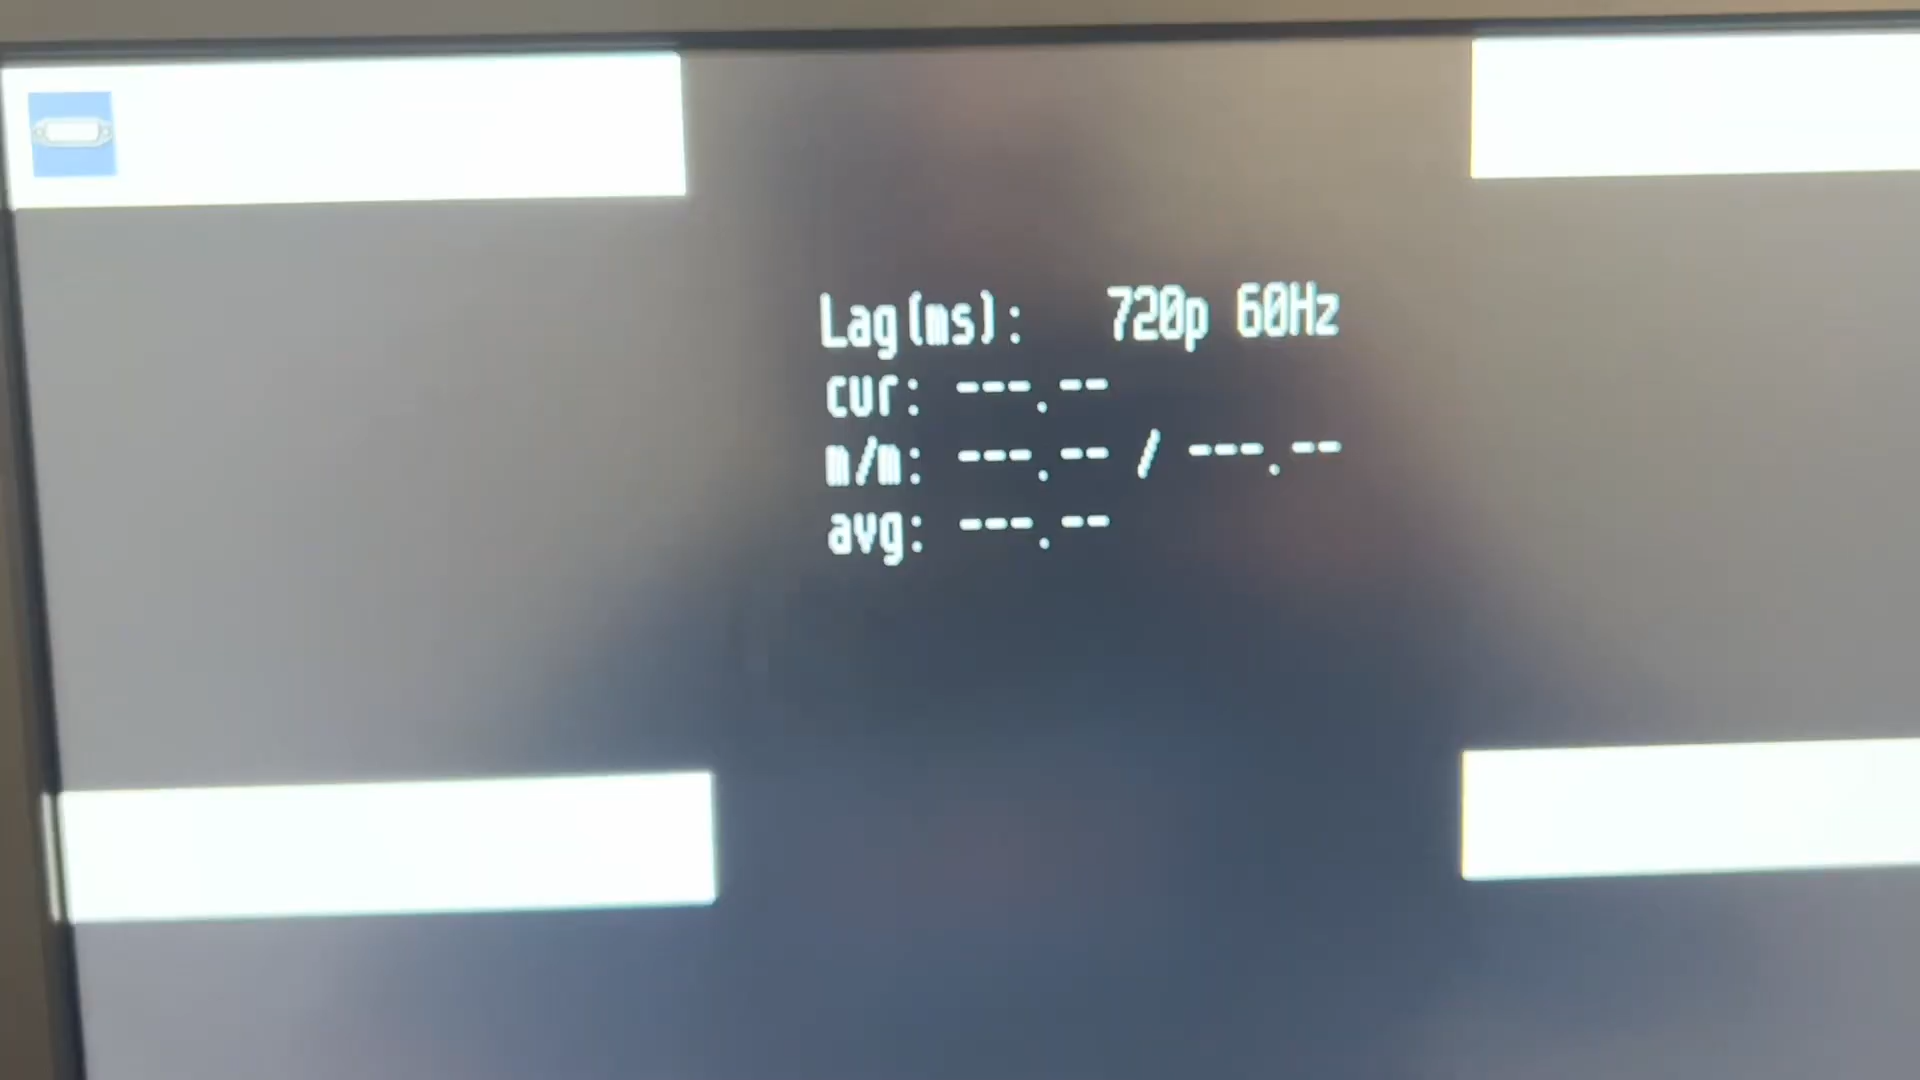 Lag(ms): 720p 60Hz
cur: ---.--
m/m: ---.-- / ---.--
avg: ---.--